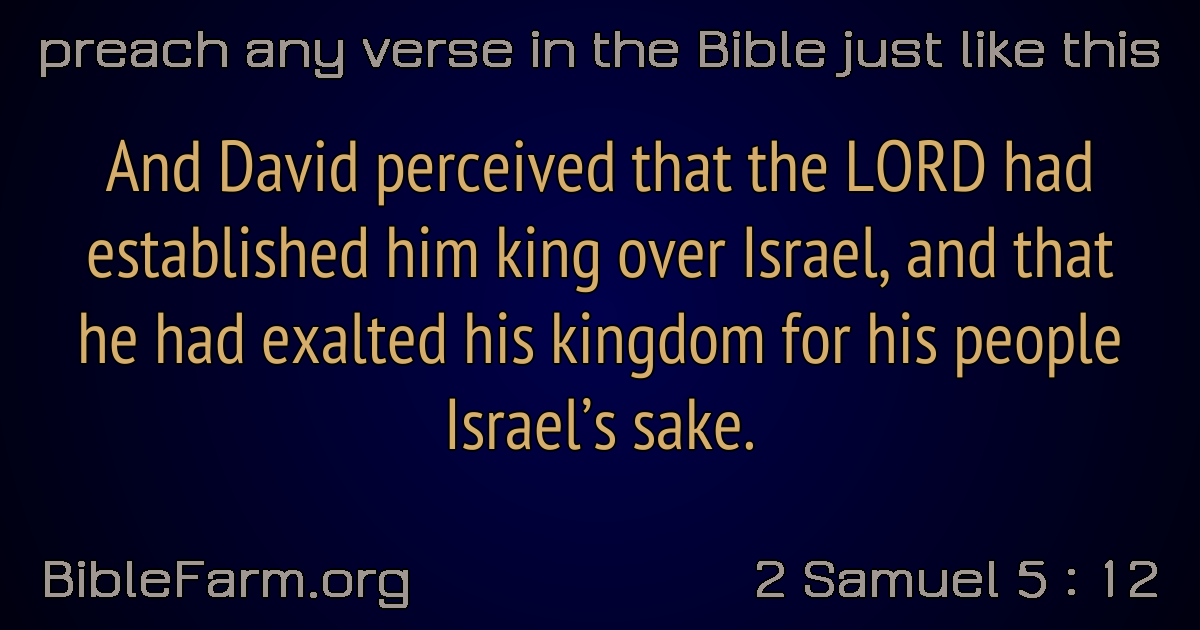 preach any verse in the Bible just like this
And David perceived that the LORD had
established him king over Israel, and that
he had exalted his kingdom for his people
Israel’s sake.
BibleFarm.org
2 Samuel 5 : 12